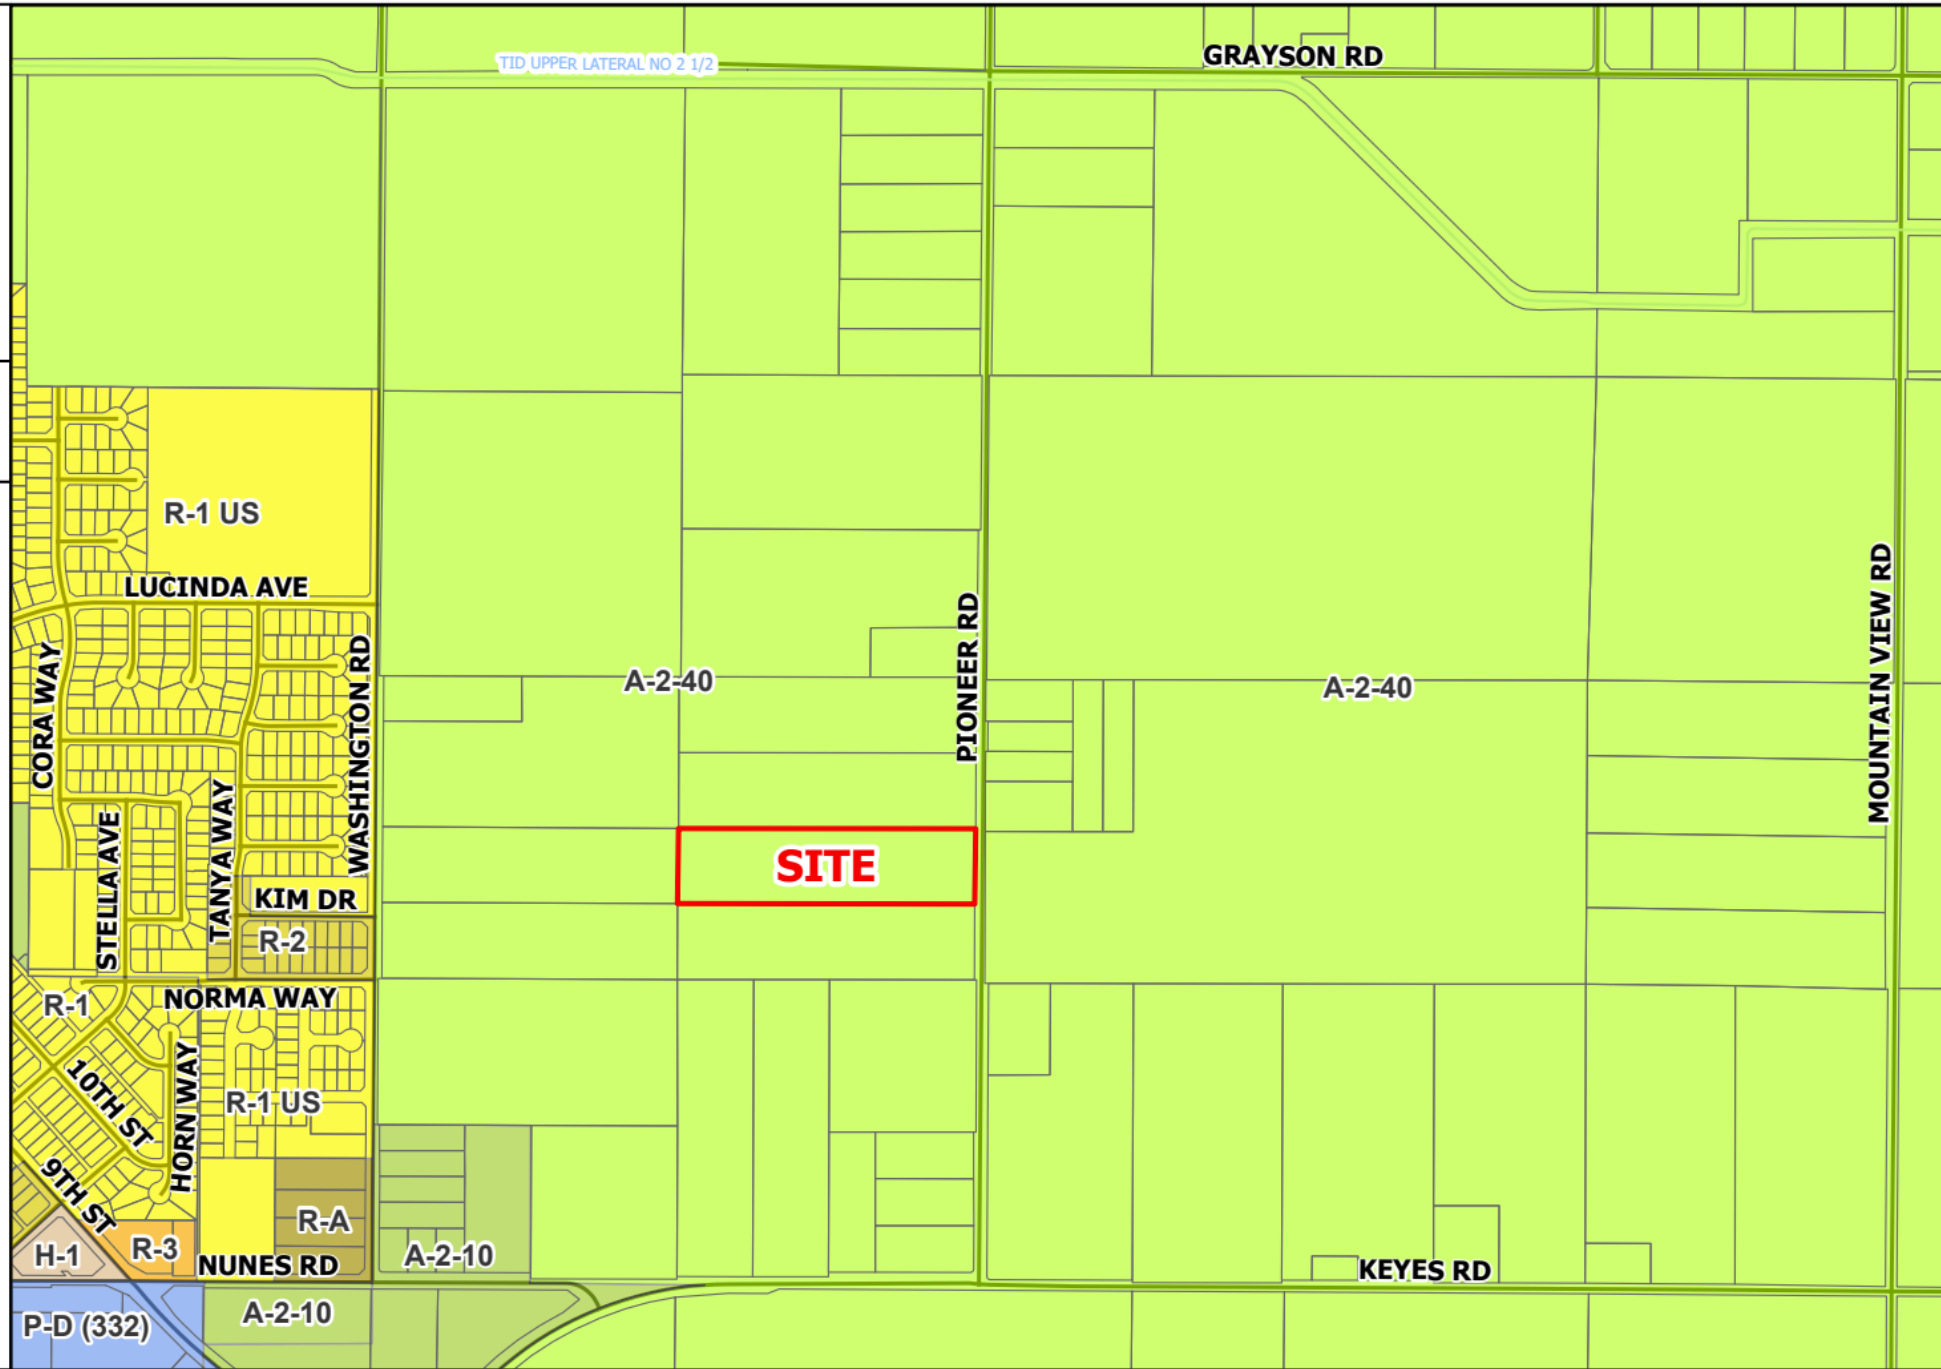 GRAYSON RD
TID UPPER LATERAL NO 2 1/2
R-1 US
LUCINDA AVE
CORA WAY
WASHINGTON RD
PIONEER RD
MOUNTAIN VIEW RD
A-2-40
A-2-40
STELLA AVE
TANYA WAY
SITE
KIM DR
R-2
R-1
NORMA WAY
10TH ST
HORN WAY
R-1 US
9TH ST
R-A
H-1
R-3
NUNES RD
A-2-10
KEYES RD
P-D (332)
A-2-10